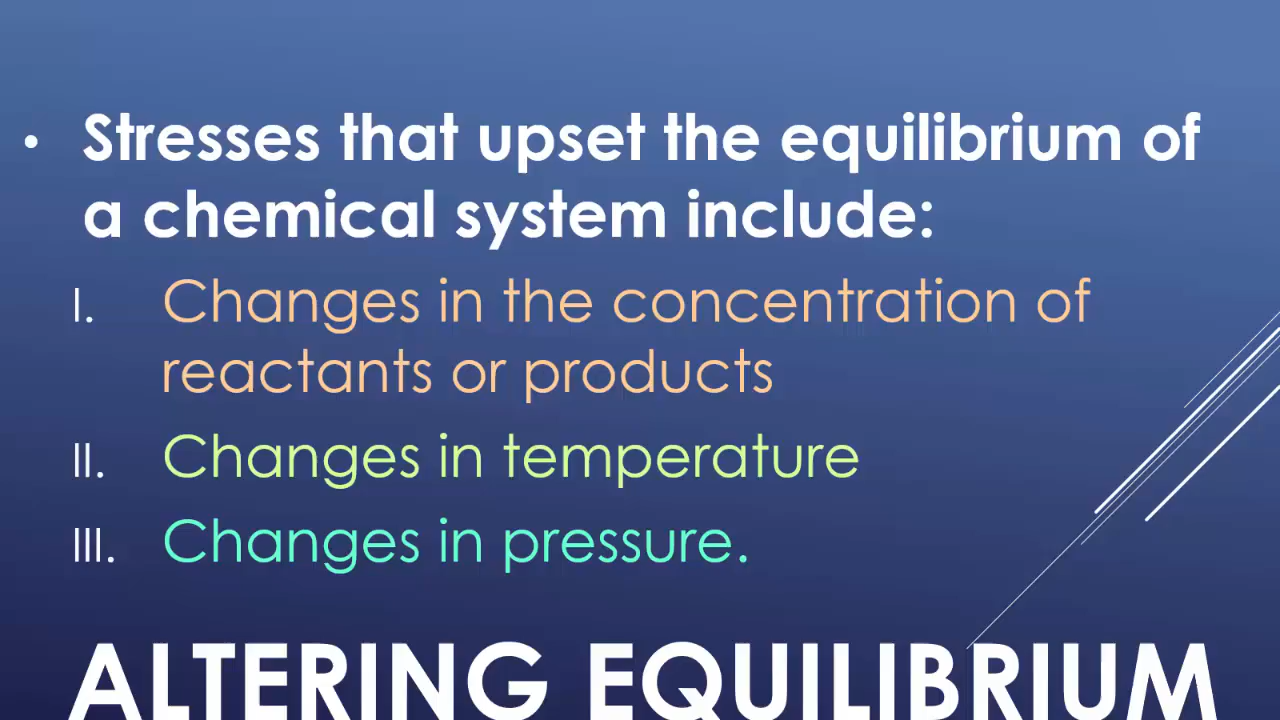 • Stresses that upset the equilibrium of
a chemical system include:
I. Changes in the concentration of
reactants or products
II. Changes in temperature
III. Changes in pressure.
ALTERING EQUILIBRIUM